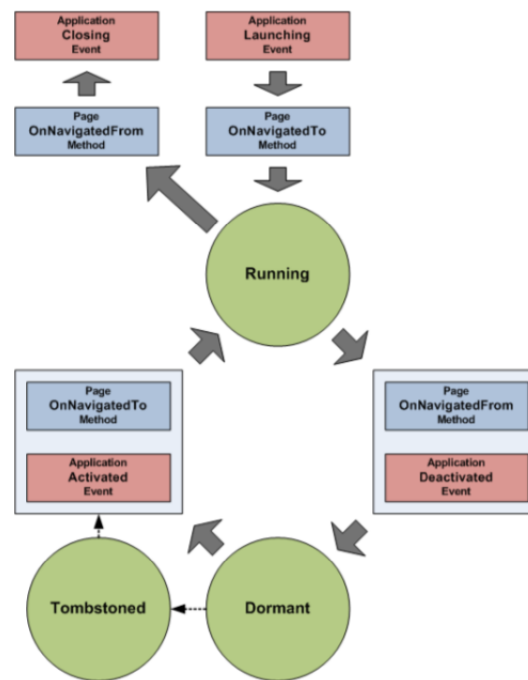 Application
Closing
Event
Application
Launching
Event
Page
OnNavigatedFrom
Method
Page
OnNavigatedTo
Method
Running
Page
OnNavigatedTo
Method
Application
Activated
Event
Page
OnNavigatedFrom
Method
Application
Deactivated
Event
Tombstoned
Dormant